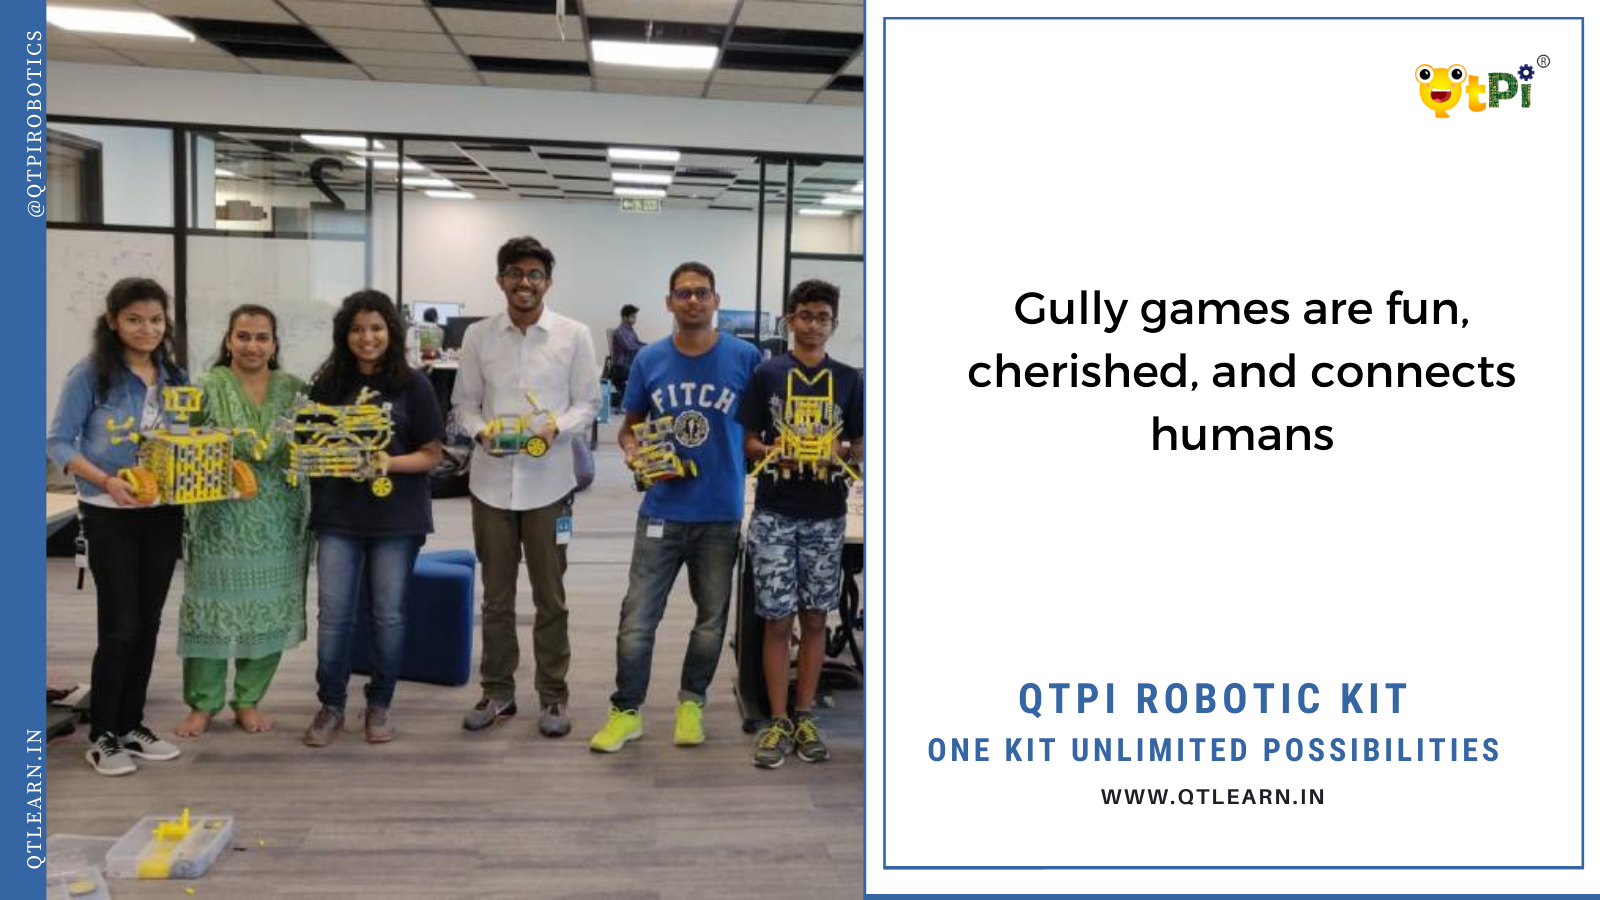 @QTPIROBOTICS
QTLEARN.IN
FITCH
2
QtPi®
Gully games are fun,
cherished, and connects
humans
QTPI ROBOTIC KIT
ONE KIT UNLIMITED POSSIBILITIES
WWW.QTLEARN.IN